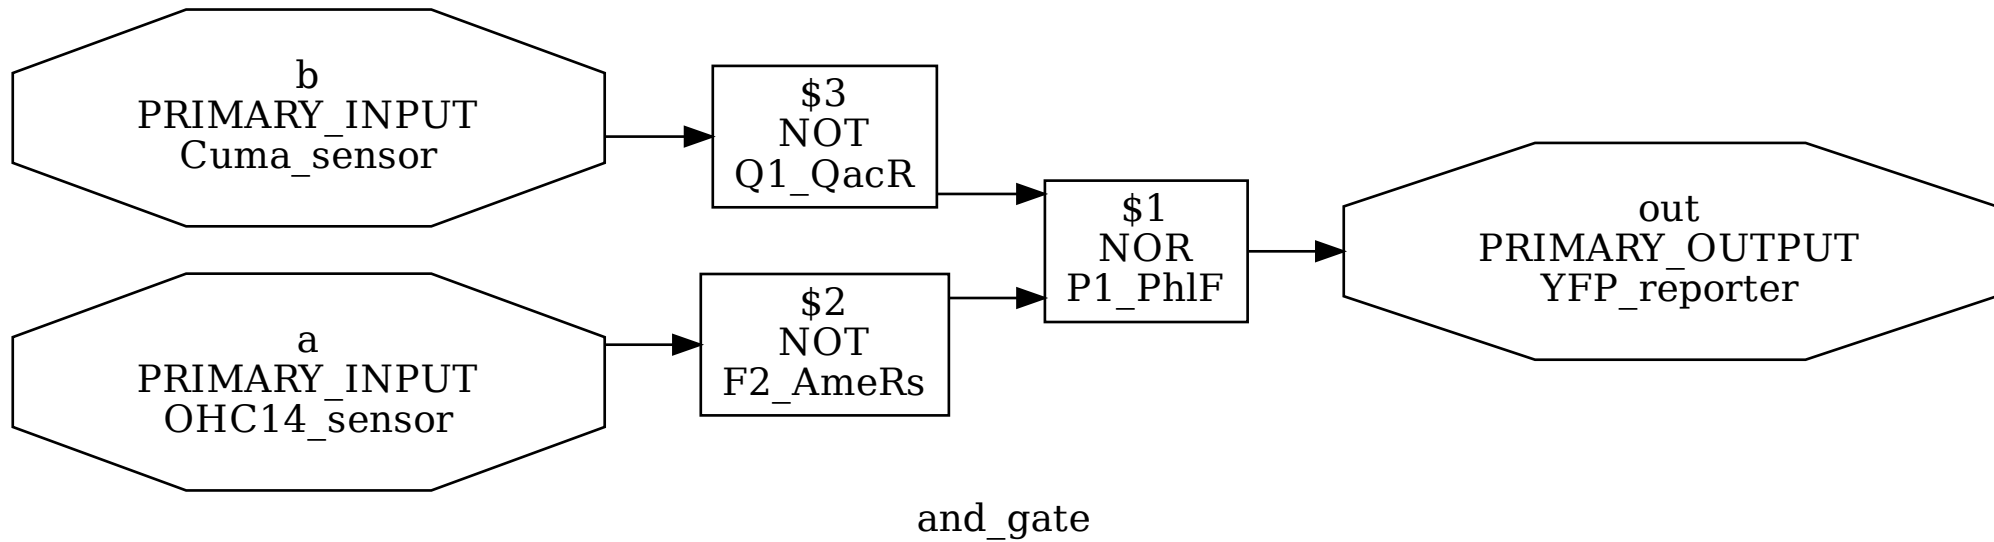 b
PRIMARY_INPUT
Cuma_sensor
$3
NOT
Q1_QacR
a
PRIMARY_INPUT
OHC14_sensor
$2
NOT
F2_AmeRs
$1
NOR
P1_PhlF
out
PRIMARY_OUTPUT
YFP_reporter
and_gate